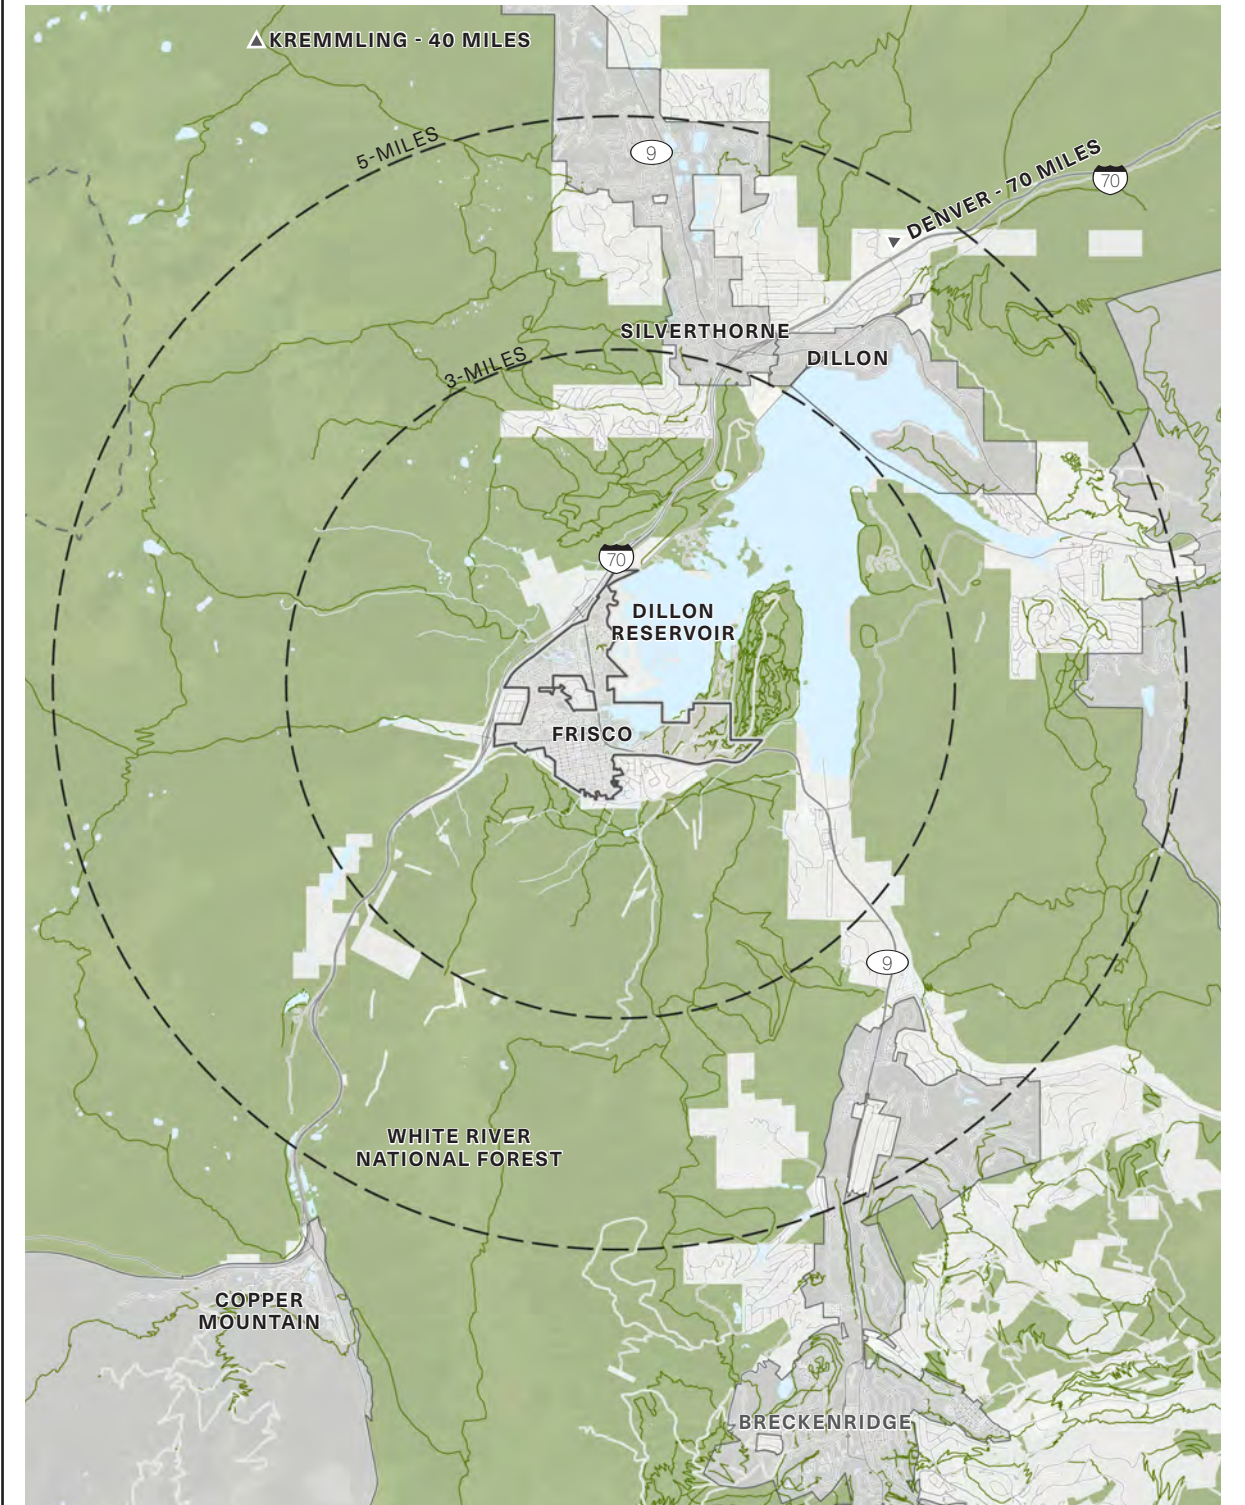 KREMMLING - 40 MILES
5-MILES
9
DENVER - 70 MILES
70
SILVERTHORNE
DILLON
3-MILES
70
DILLON
RESERVOIR
FRISCO
9
WHITE RIVER
NATIONAL FOREST
COPPER
MOUNTAIN
BRECKENRIDGE